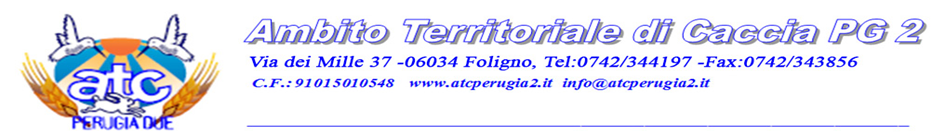 Ambito Territoriale di Caccia PG 2
Via dei Mille 37 -06034 Foligno, Tel:0742/344197 -Fax:0742/343856
C.F.: 91015010548 www.atcperugia2.it info@atcperugia2.it
atc
PERUGIA DUE